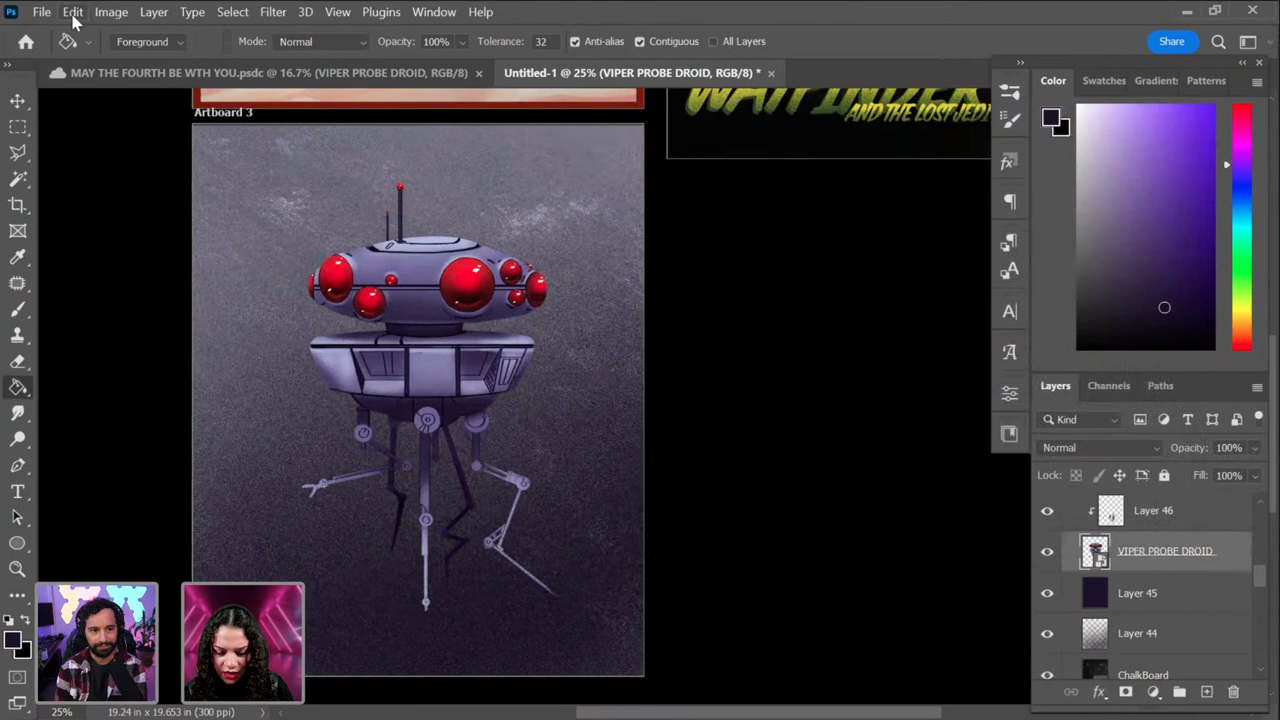 Ps File Edit Image Layer Type Select Filter 3D View Plugins Window Help
Foreground Mode: Normal Opacity: 100% Tolerance: 32 Anti-alias Contiguous All Layers Share
MAY THE FOURTH BE WTH YOU.psdc @ 16.7% (VIPER PROBE DROID, RGB/8) × Untitled-1 @ 25% (VIPER PROBE DROID, RGB/8) * ×
Artboard 3
WAYFINDER
AND THE LOST JEDI
Color Swatches Gradient: Patterns
Layers Channels Paths
Kind
Normal Opacity: 100%
Lock: Fill: 100%
Layer 46
VIPER PROBE DROID
Layer 45
Layer 44
ChalkBoard
fx
25% 19.24 in x 19.653 in (300 ppi)